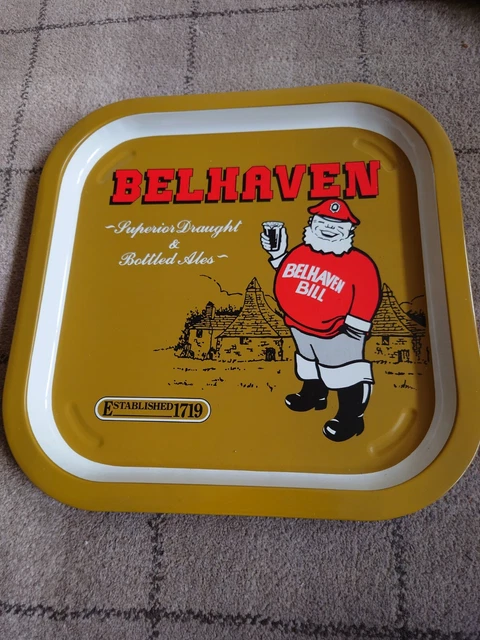 BELHAVEN
~Superior Draught
&
Bottled Ales~
BELHAVEN
BILL
ESTABLISHED 1719